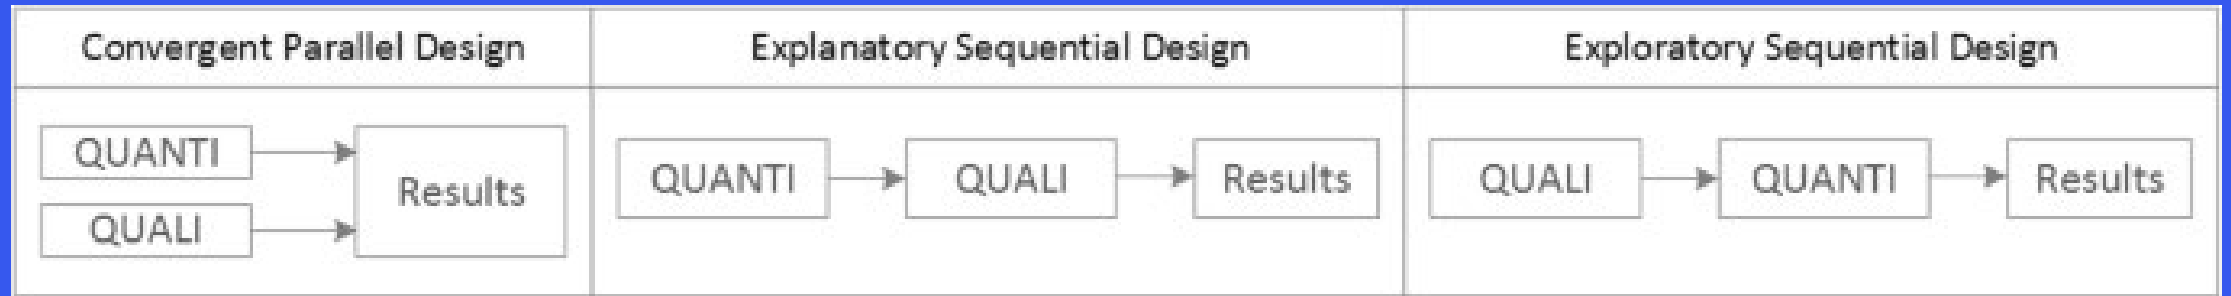 Convergent Parallel Design
QUANTI
QUALI
Results
Explanatory Sequential Design
QUANTI
QUALI
Results
Exploratory Sequential Design
QUALI
QUANTI
Results